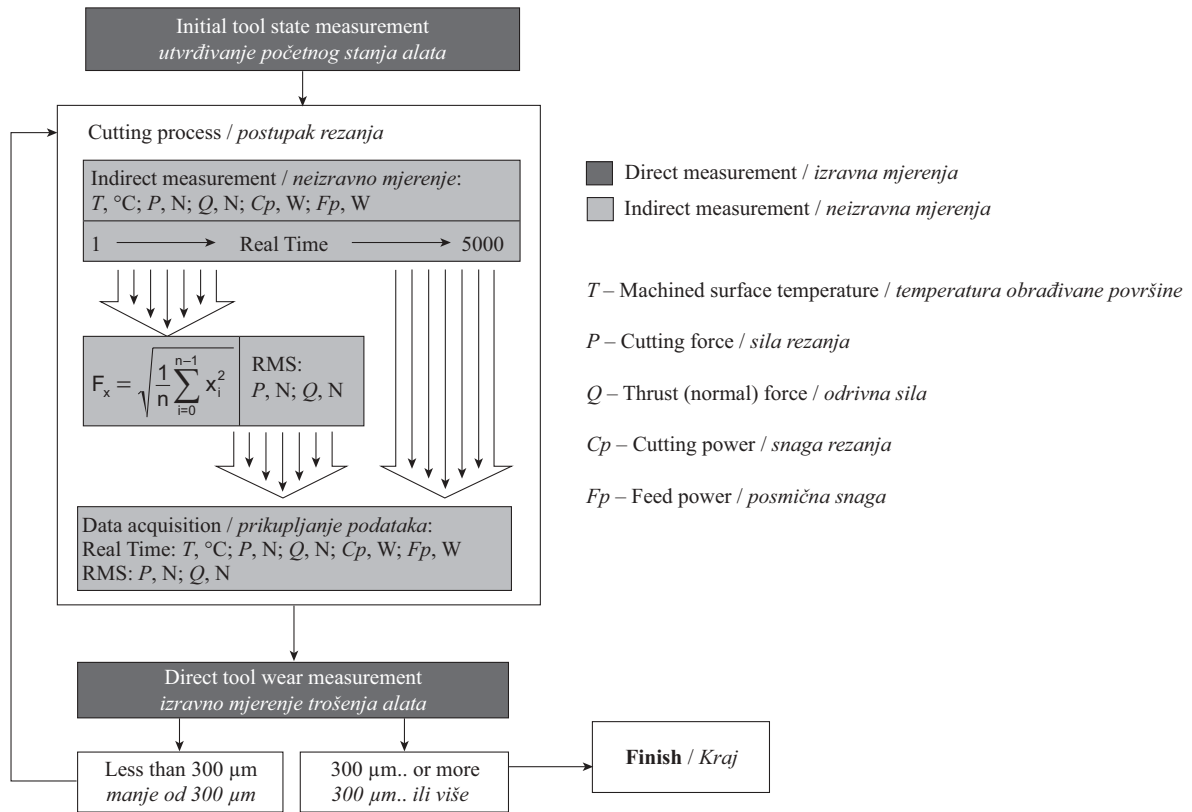 Initial tool state measurement
utvrđivanje početnog stanja alata
Cutting process / postupak rezanja
Indirect measurement / neizravno mjerenje:
T, °C; P, N; Q, N; Cp, W; Fp, W
1 → Real Time → 5000
F_x = √(1/n ∑_{i=0}^{n–1} x_i^2)
RMS:
P, N; Q, N
Data acquisition / prikupljanje podataka:
Real Time: T, °C; P, N; Q, N; Cp, W; Fp, W
RMS: P, N; Q, N
Direct tool wear measurement
izravno mjerenje trošenja alata
Less than 300 µm
manje od 300 µm
300 µm.. or more
300 µm.. ili više
Finish / Kraj
Direct measurement / izravna mjerenja
Indirect measurement / neizravna mjerenja
T – Machined surface temperature / temperatura obrađivane površine
P – Cutting force / sila rezanja
Q – Thrust (normal) force / odrivna sila
Cp – Cutting power / snaga rezanja
Fp – Feed power / posmična snaga